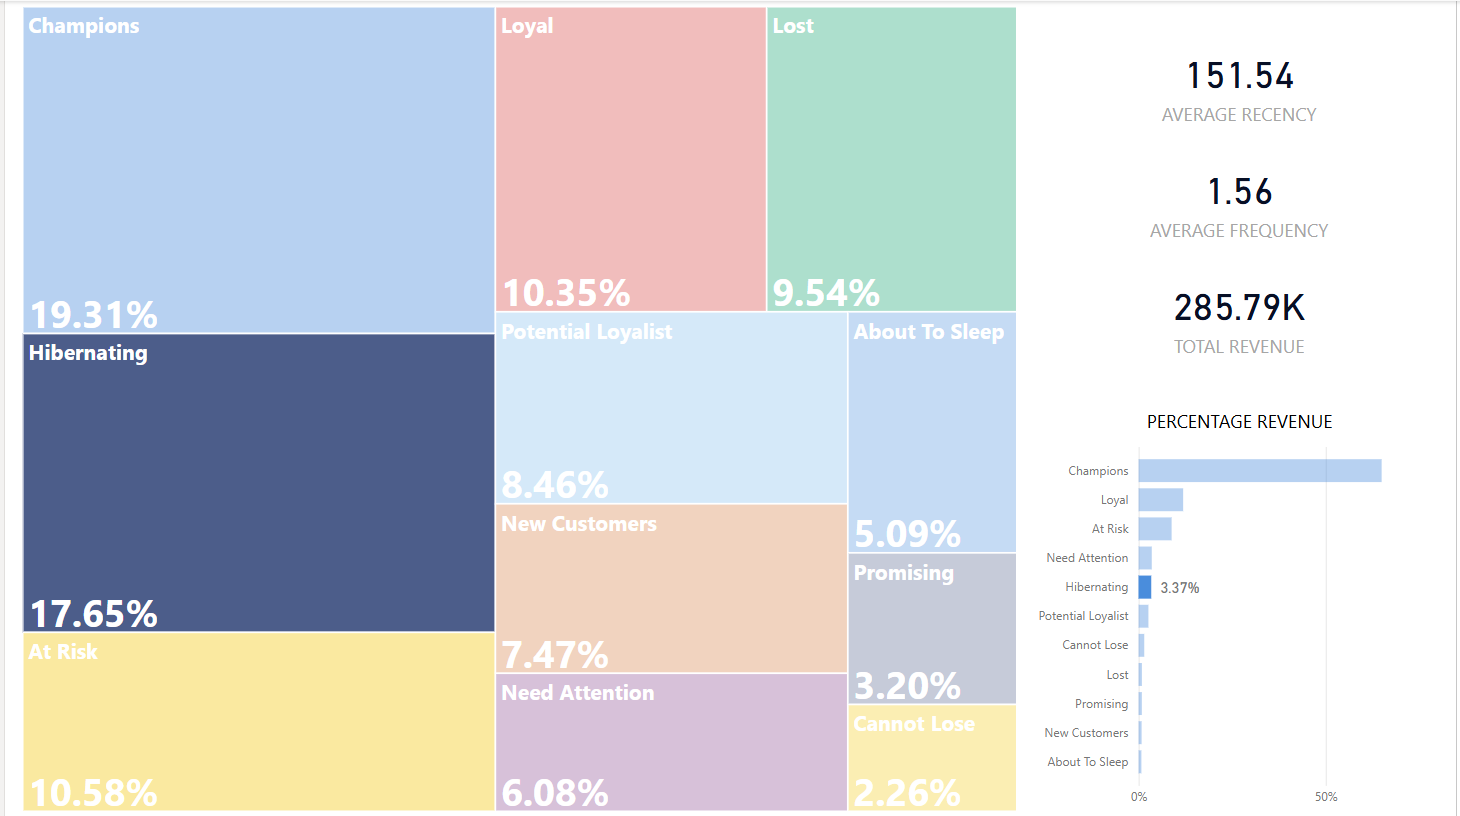 Champions
19.31%
Hibernating
17.65%
At Risk
10.58%
Loyal
10.35%
Lost
9.54%
Potential Loyalist
8.46%
New Customers
7.47%
Need Attention
6.08%
About To Sleep
5.09%
Promising
3.20%
Cannot Lose
2.26%
151.54
AVERAGE RECENCY
1.56
AVERAGE FREQUENCY
285.79K
TOTAL REVENUE
PERCENTAGE REVENUE
Champions
Loyal
At Risk
Need Attention
Hibernating 3.37%
Potential Loyalist
Cannot Lose
Lost
Promising
New Customers
About To Sleep
0% 50%